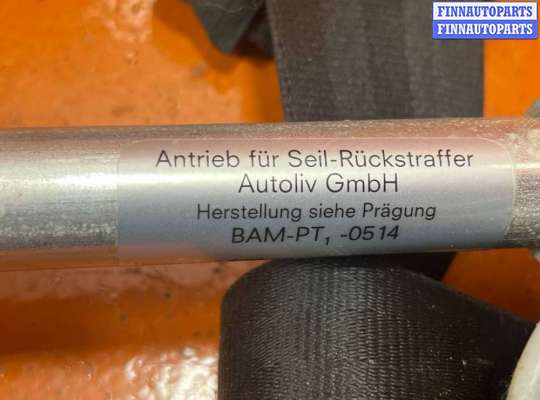 FINNAUTOPARTS
FINNAUTOPARTS
Antrieb für Seil-Rückstraffer
Autoliv GmbH
Herstellung siehe Prägung
BAM-PT, -0514